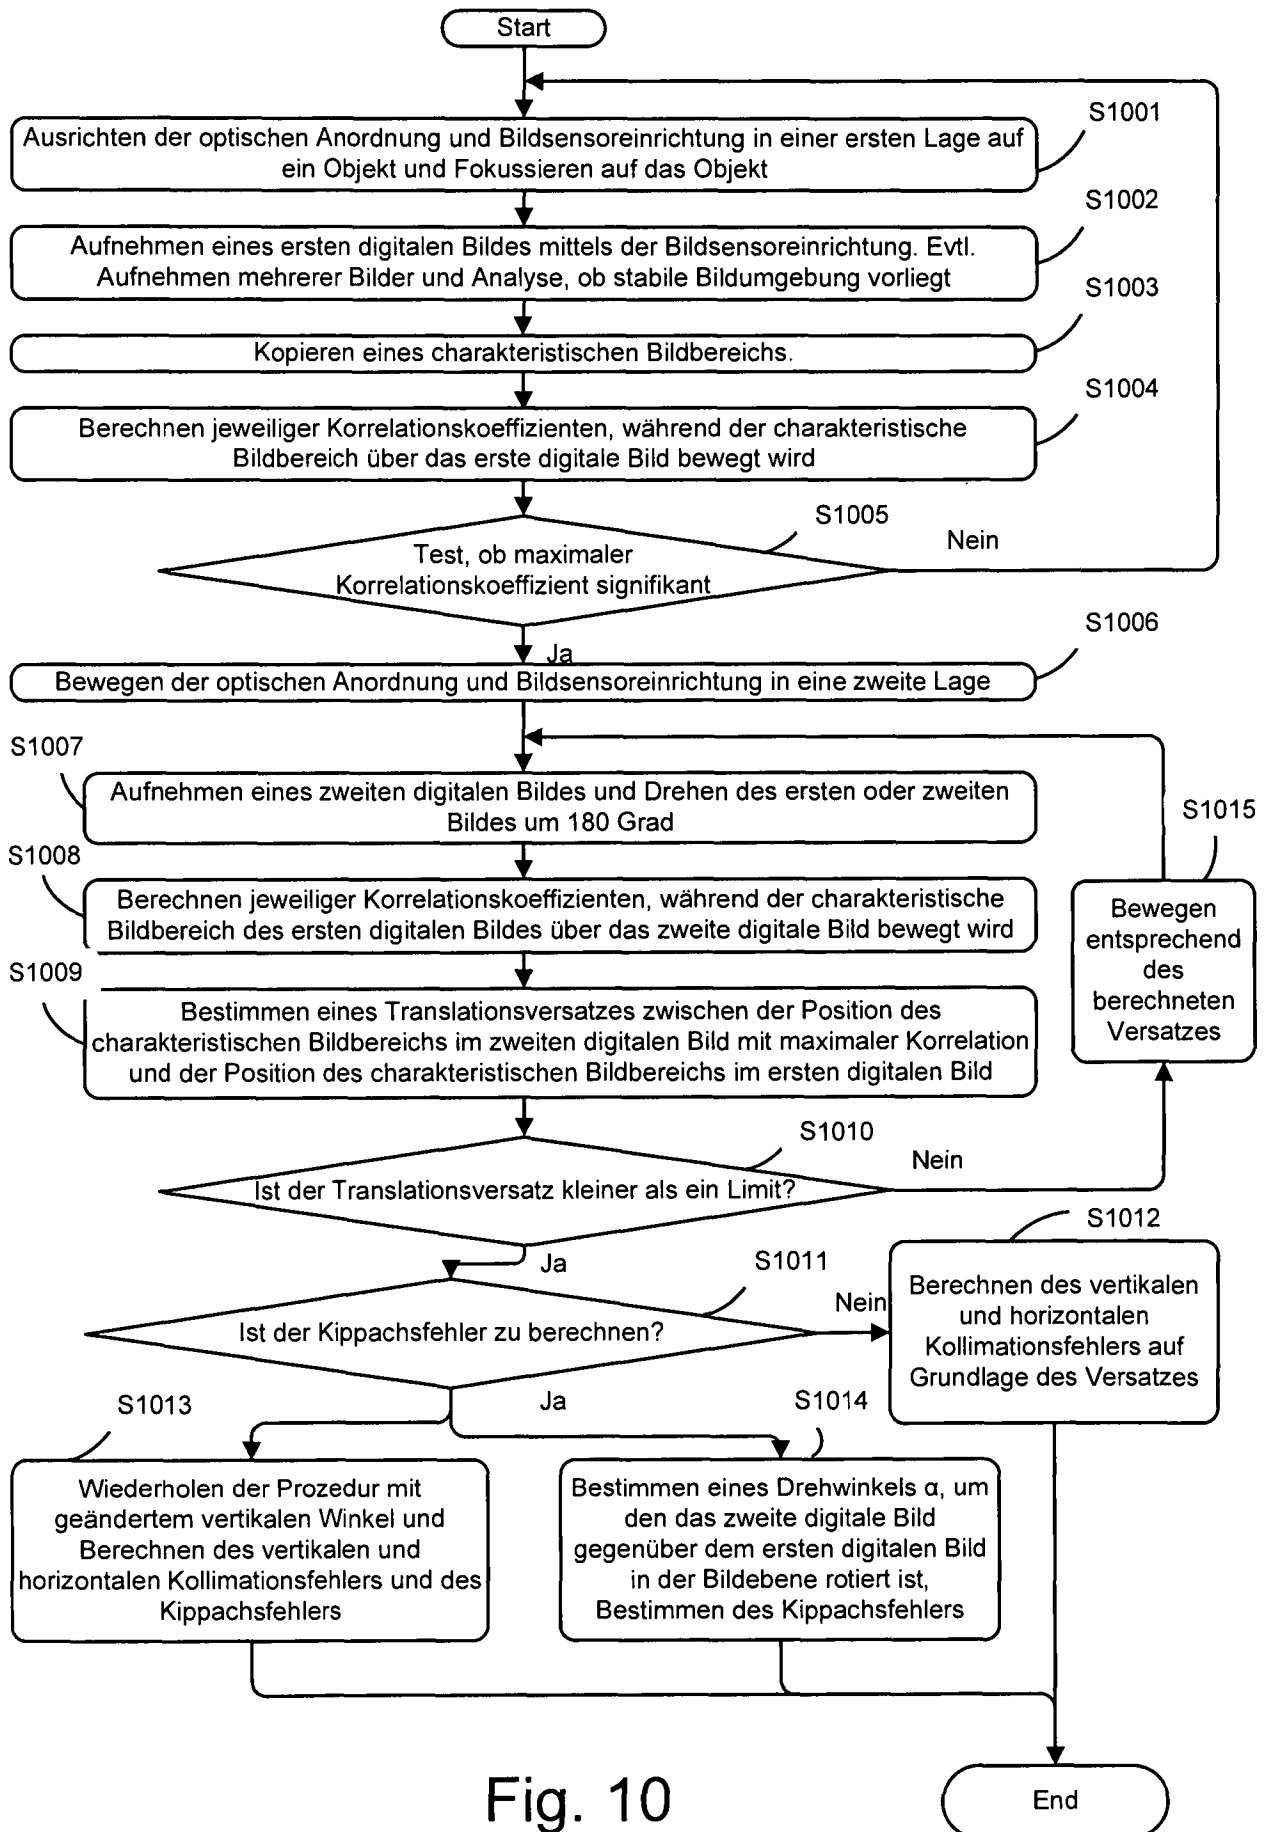 Start
S1001
Ausrichten der optischen Anordnung und Bildsensoreinrichtung in einer ersten Lage auf
ein Objekt und Fokussieren auf das Objekt
S1002
Aufnehmen eines ersten digitalen Bildes mittels der Bildsensoreinrichtung. Evtl.
Aufnehmen mehrerer Bilder und Analyse, ob stabile Bildumgebung vorliegt
S1003
Kopieren eines charakteristischen Bildbereichs.
S1004
Berechnen jeweiliger Korrelationskoeffizienten, während der charakteristische
Bildbereich über das erste digitale Bild bewegt wird
S1005
Nein
Test, ob maximaler
Korrelationskoeffizient signifikant
Ja
S1006
Bewegen der optischen Anordnung und Bildsensoreinrichtung in eine zweite Lage
S1007
Aufnehmen eines zweiten digitalen Bildes und Drehen des ersten oder zweiten
Bildes um 180 Grad
S1008
Berechnen jeweiliger Korrelationskoeffizienten, während der charakteristische
Bildbereich des ersten digitalen Bildes über das zweite digitale Bild bewegt wird
S1015
Bewegen
entsprechend
des
berechneten
Versatzes
S1009
Bestimmen eines Translationsversatzes zwischen der Position des
charakteristischen Bildbereichs im zweiten digitalen Bild mit maximaler Korrelation
und der Position des charakteristischen Bildbereichs im ersten digitalen Bild
S1010
Nein
Ist der Translationsversatz kleiner als ein Limit?
Ja
S1011
Nein
Ist der Kippachsfehler zu berechnen?
Ja
S1012
Berechnen des vertikalen
und horizontalen
Kollimationsfehlers auf
Grundlage des Versatzes
S1013
Wiederholen der Prozedur mit
geändertem vertikalen Winkel und
Berechnen des vertikalen und
horizontalen Kollimationsfehlers und des
Kippachsfehlers
S1014
Bestimmen eines Drehwinkels α, um
den das zweite digitale Bild
gegenüber dem ersten digitalen Bild
in der Bildebene rotiert ist,
Bestimmen des Kippachsfehlers
End
Fig. 10